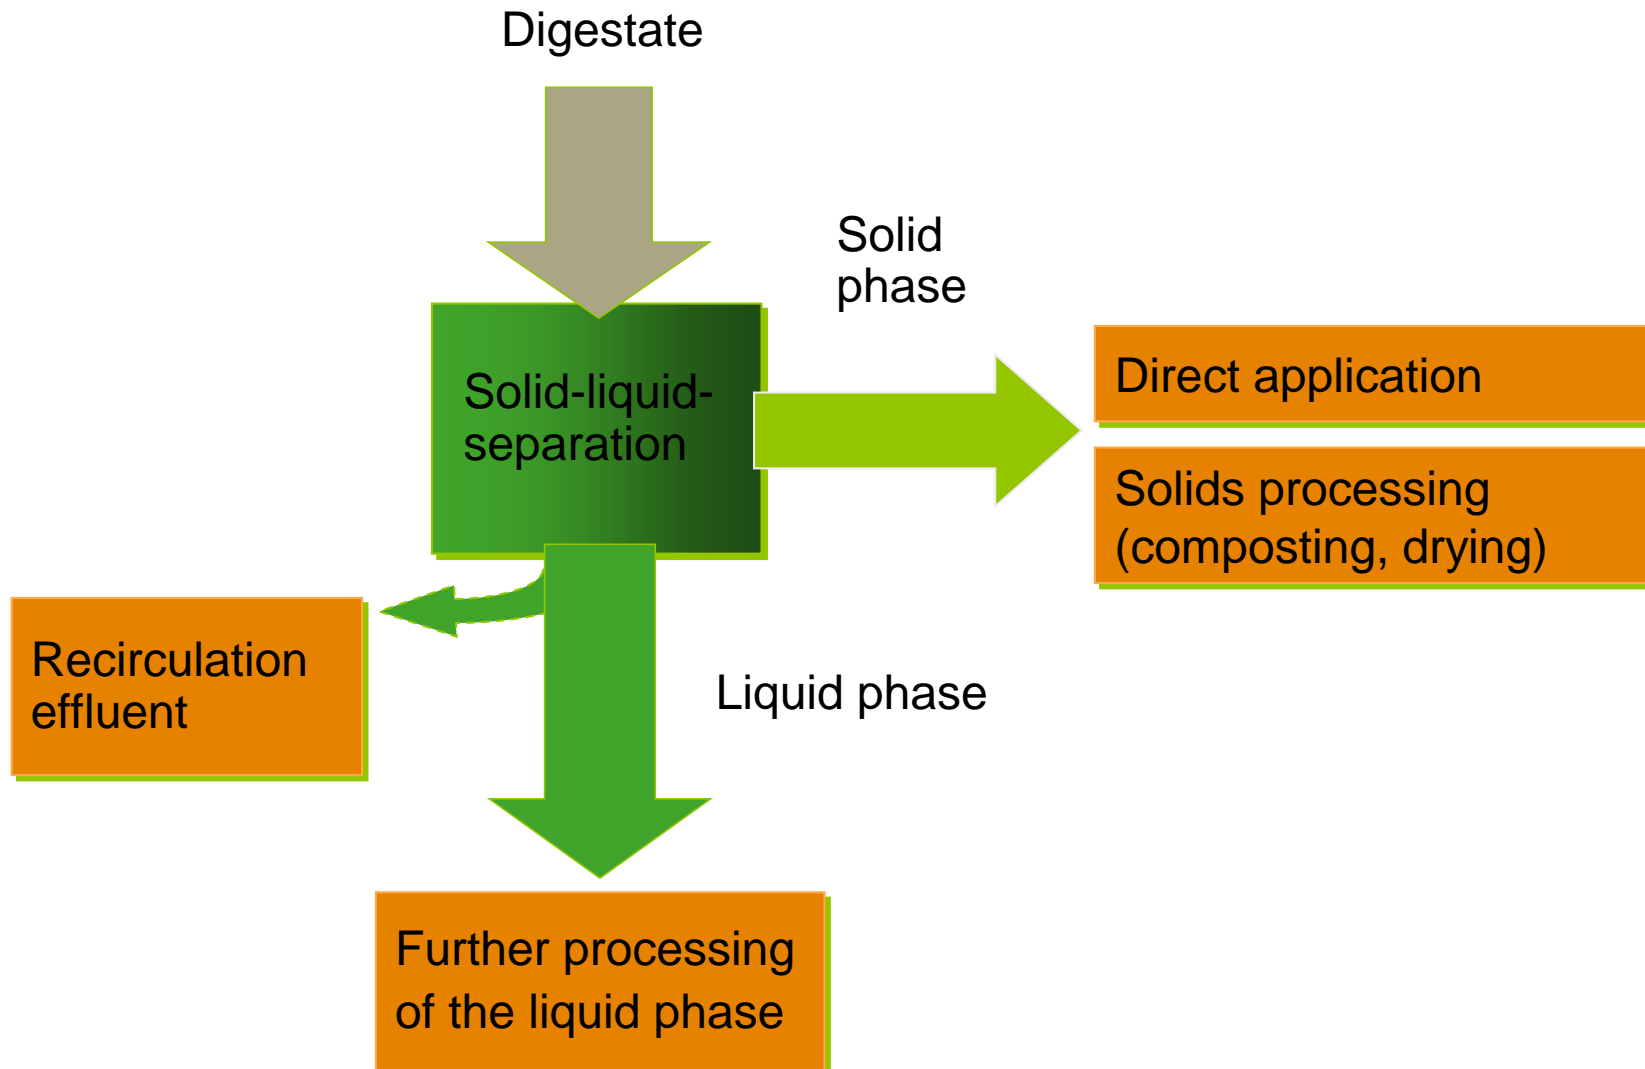 Digestate
Solid
phase
Solid-liquid-
separation
Direct application
Solids processing
(composting, drying)
Recirculation
effluent
Liquid phase
Further processing
of the liquid phase